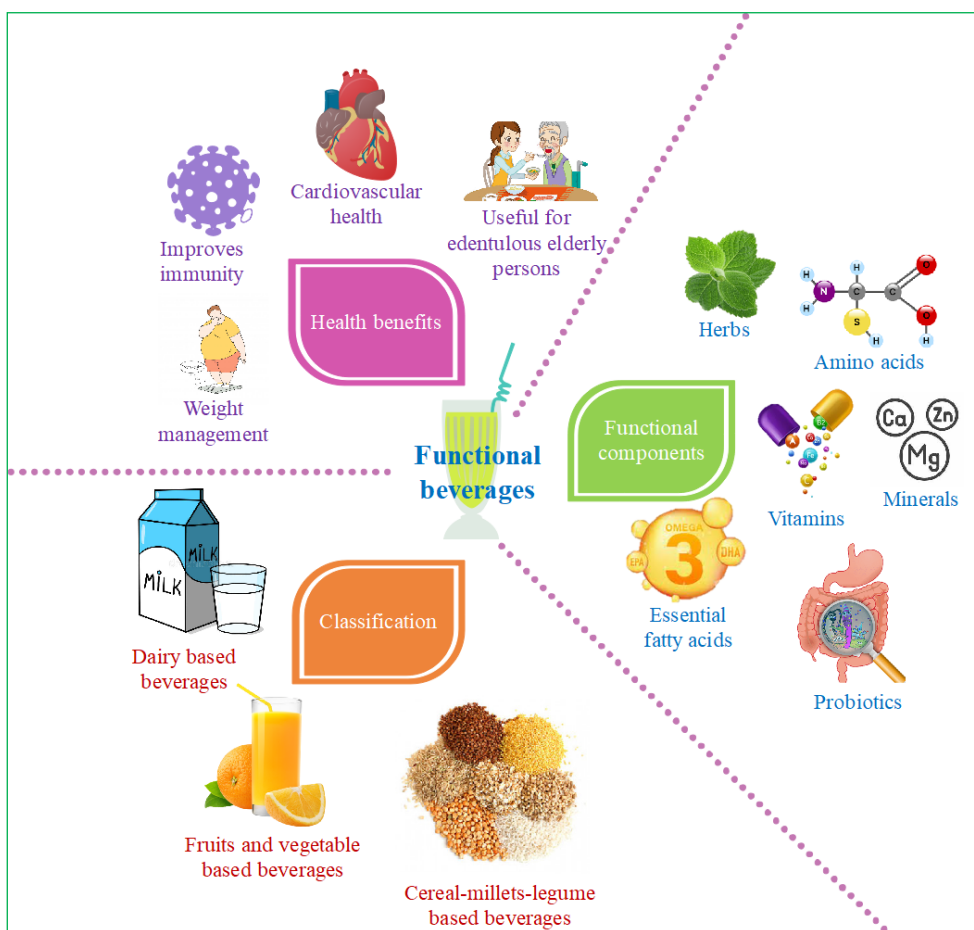 Cardiovascular
health
Improves
immunity
Useful for
edentulous elderly
persons
Health benefits
Weight
management
Herbs
H
H
N
H
C
C
O
O
H
S
H
Amino acids
Functional
components
Functional
beverages
Vitamins
Ca
Zn
Mg
Minerals
OMEGA
3
EPA
DHA
Essential
fatty acids
Probiotics
MiLK
MiLK
Dairy based
beverages
Classification
Fruits and vegetable
based beverages
Cereal-millets-legume
based beverages